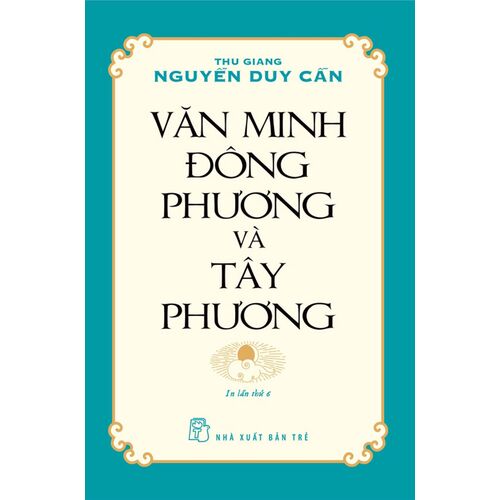 THU GIANG
NGUYỄN DUY CẦN
VĂN MINH
ĐÔNG
PHƯƠNG
VÀ
TÂY
PHƯƠNG
In lần thứ 6
NHÀ XUẤT BẢN TRẺ